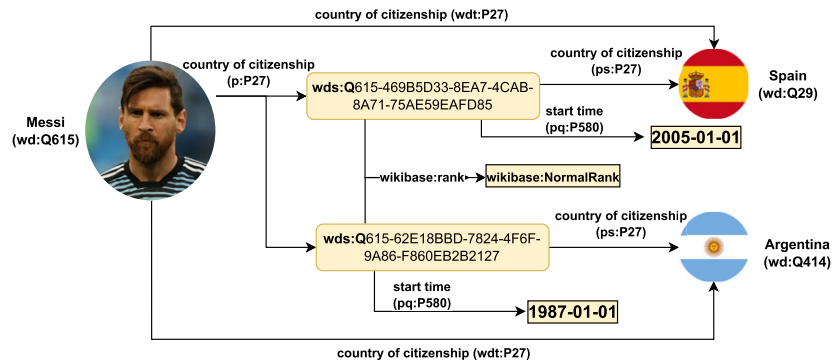 country of citizenship (wdt:P27)
country of citizenship
(p:P27)
Messi
(wd:Q615)
wds:Q615-469B5D33-8EA7-4CAB-
8A71-75AE59EAFD85
country of citizenship
(ps:P27)
Spain
(wd:Q29)
start time
(pq:P580)
2005-01-01
wikibase:rank
wikibase:NormalRank
wds:Q615-62E18BBD-7824-4F6F-
9A86-F860EB2B2127
country of citizenship
(ps:P27)
Argentina
(wd:Q414)
start time
(pq:P580)
1987-01-01
country of citizenship (wdt:P27)